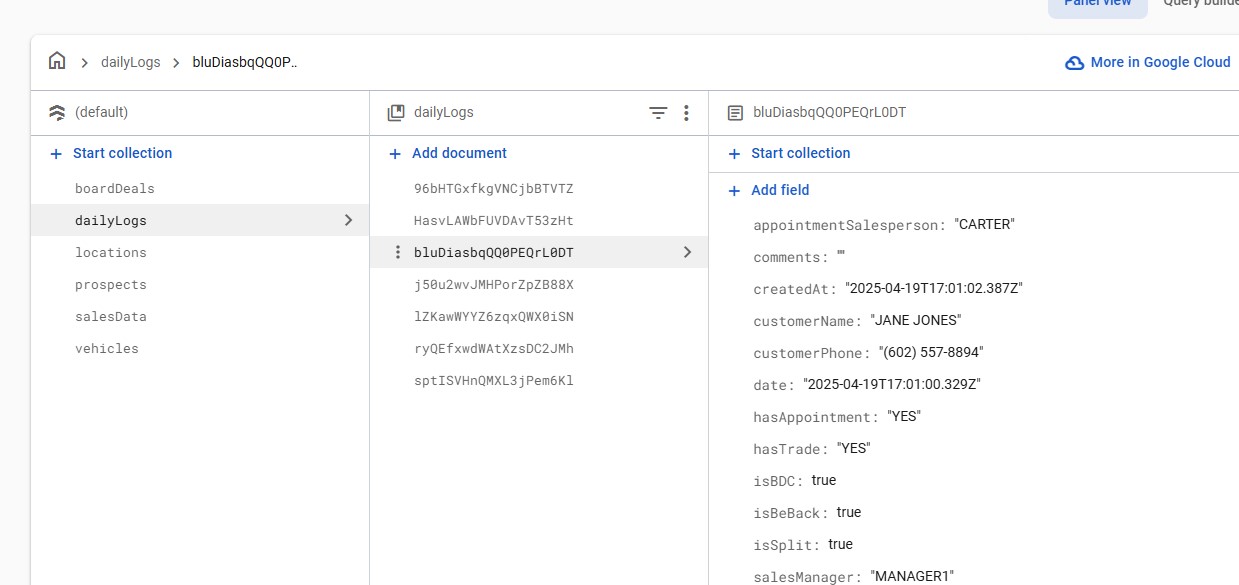 Panel view
dailyLogs
bluDiasbqQQ0P..
More in Google Cloud
(default)
dailyLogs
bluDiasbqQQ0PEQrL0DT
Start collection
Add document
Start collection
boardDeals
dailyLogs
locations
prospects
salesData
vehicles
96bHTGxfkgVNCjbBTVTZ
HasvLAWbFUVDAvT53zHt
bluDiasbqQQ0PEQrL0DT
j50u2wvJMHPorZpZB88X
lZKawWYYZ6zqxQWX0iSN
ryQEfxwdWAtXzsDC2JMh
sptISVHnQMXL3jPem6Kl
Add field
appointmentSalesperson: "CARTER"
comments: ""
createdAt: "2025-04-19T17:01:02.387Z"
customerName: "JANE JONES"
customerPhone: "(602) 557-8894"
date: "2025-04-19T17:01:00.329Z"
hasAppointment: "YES"
hasTrade: "YES"
isBDC: true
isBeBack: true
isSplit: true
salesManager: "MANAGER1"